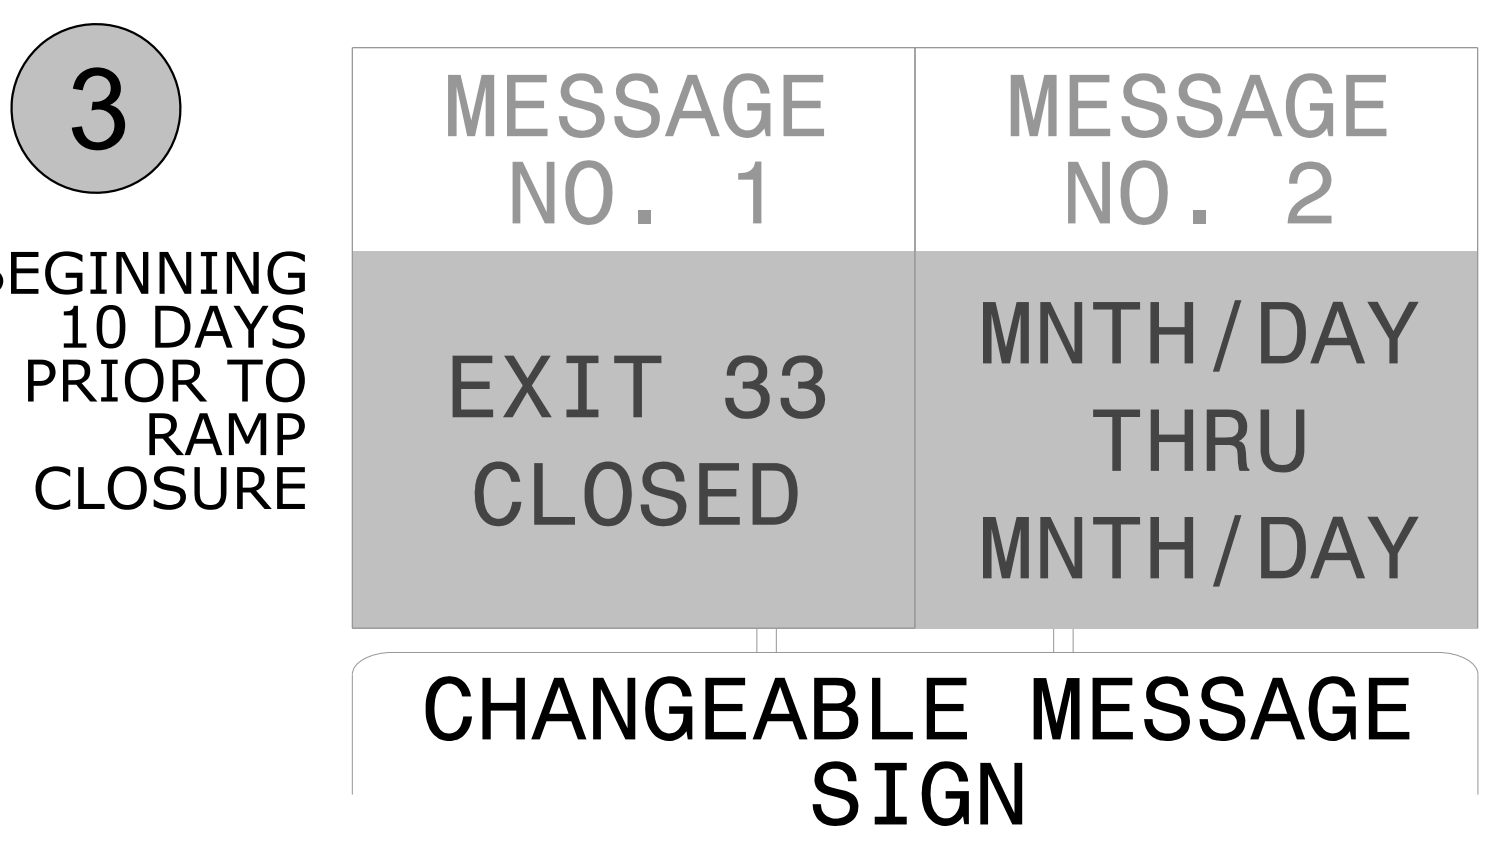 3
BEGINNING
10 DAYS
PRIOR TO
RAMP
CLOSURE
MESSAGE
NO. 1
MESSAGE
NO. 2
EXIT 33
CLOSED
MNTH/DAY
THRU
MNTH/DAY
CHANGEABLE MESSAGE
SIGN